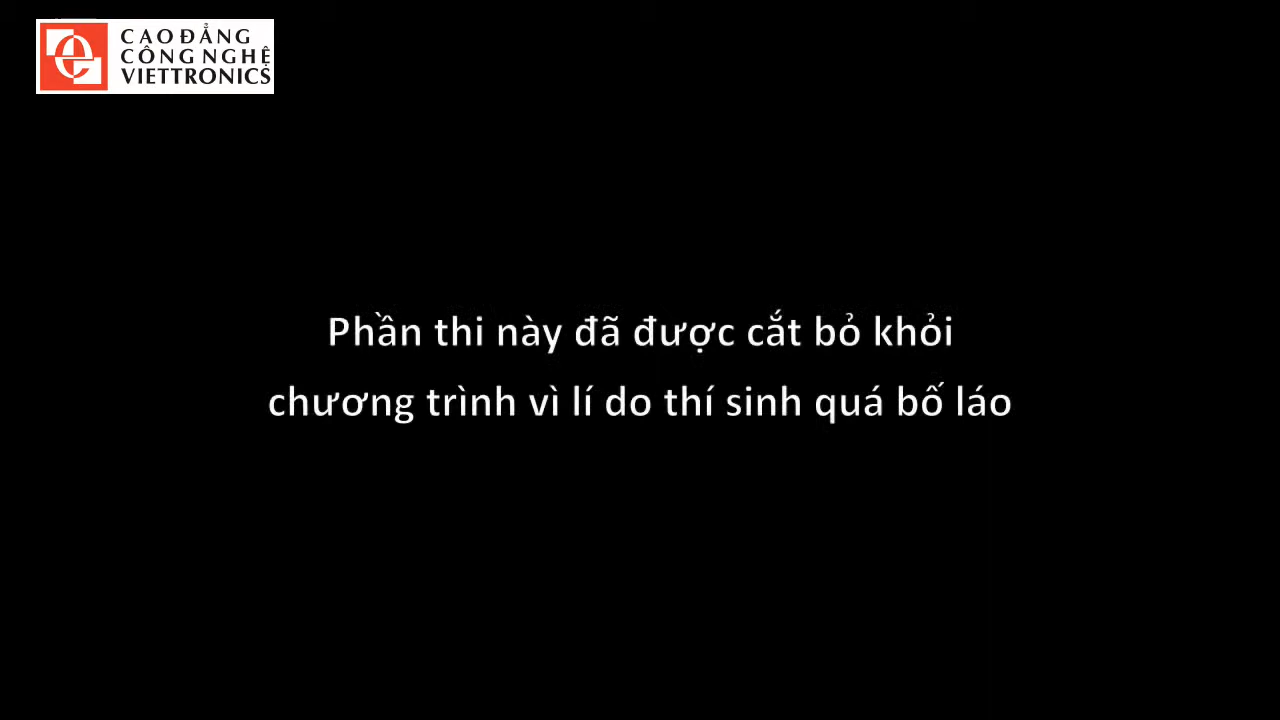 CAO ĐẲNG
CÔNG NGHỆ
VIETTRONICS
Phần thi này đã được cắt bỏ khỏi
chương trình vì lí do thí sinh quá bố láo